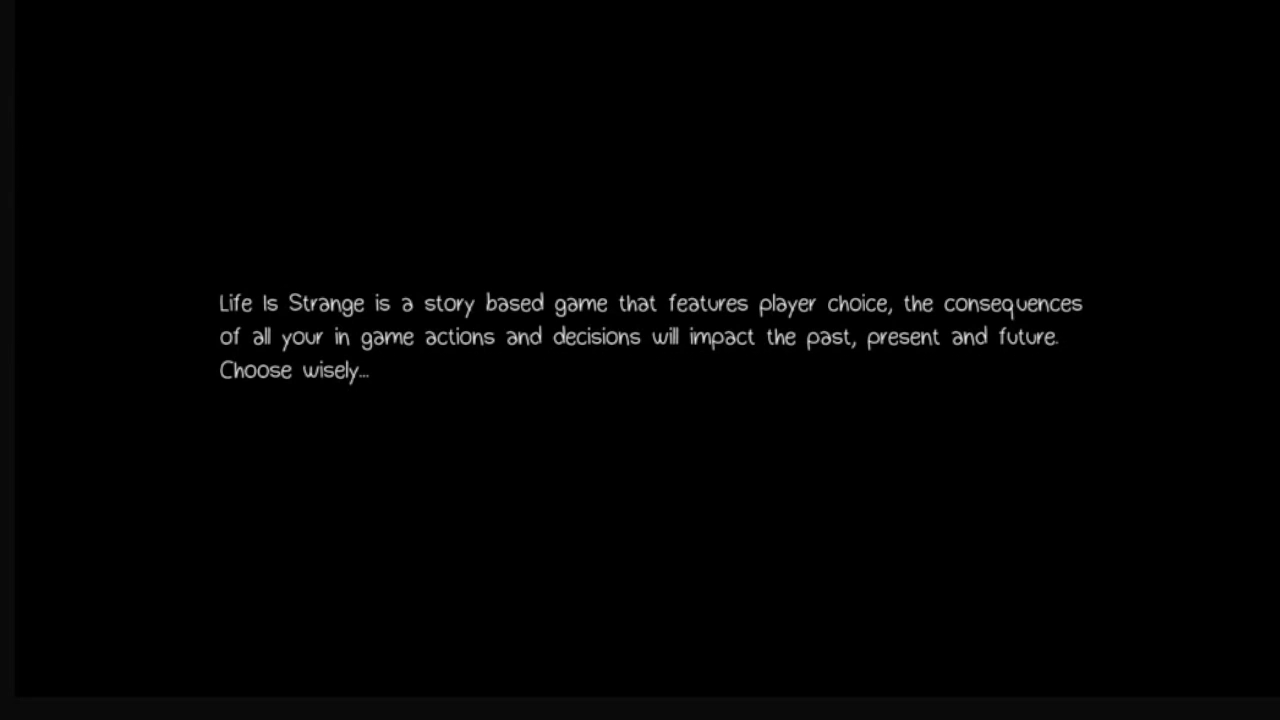 Life Is Strange is a story based game that features player choice, the consequences
of all your in game actions and decisions will impact the past, present and future.
Choose wisely...